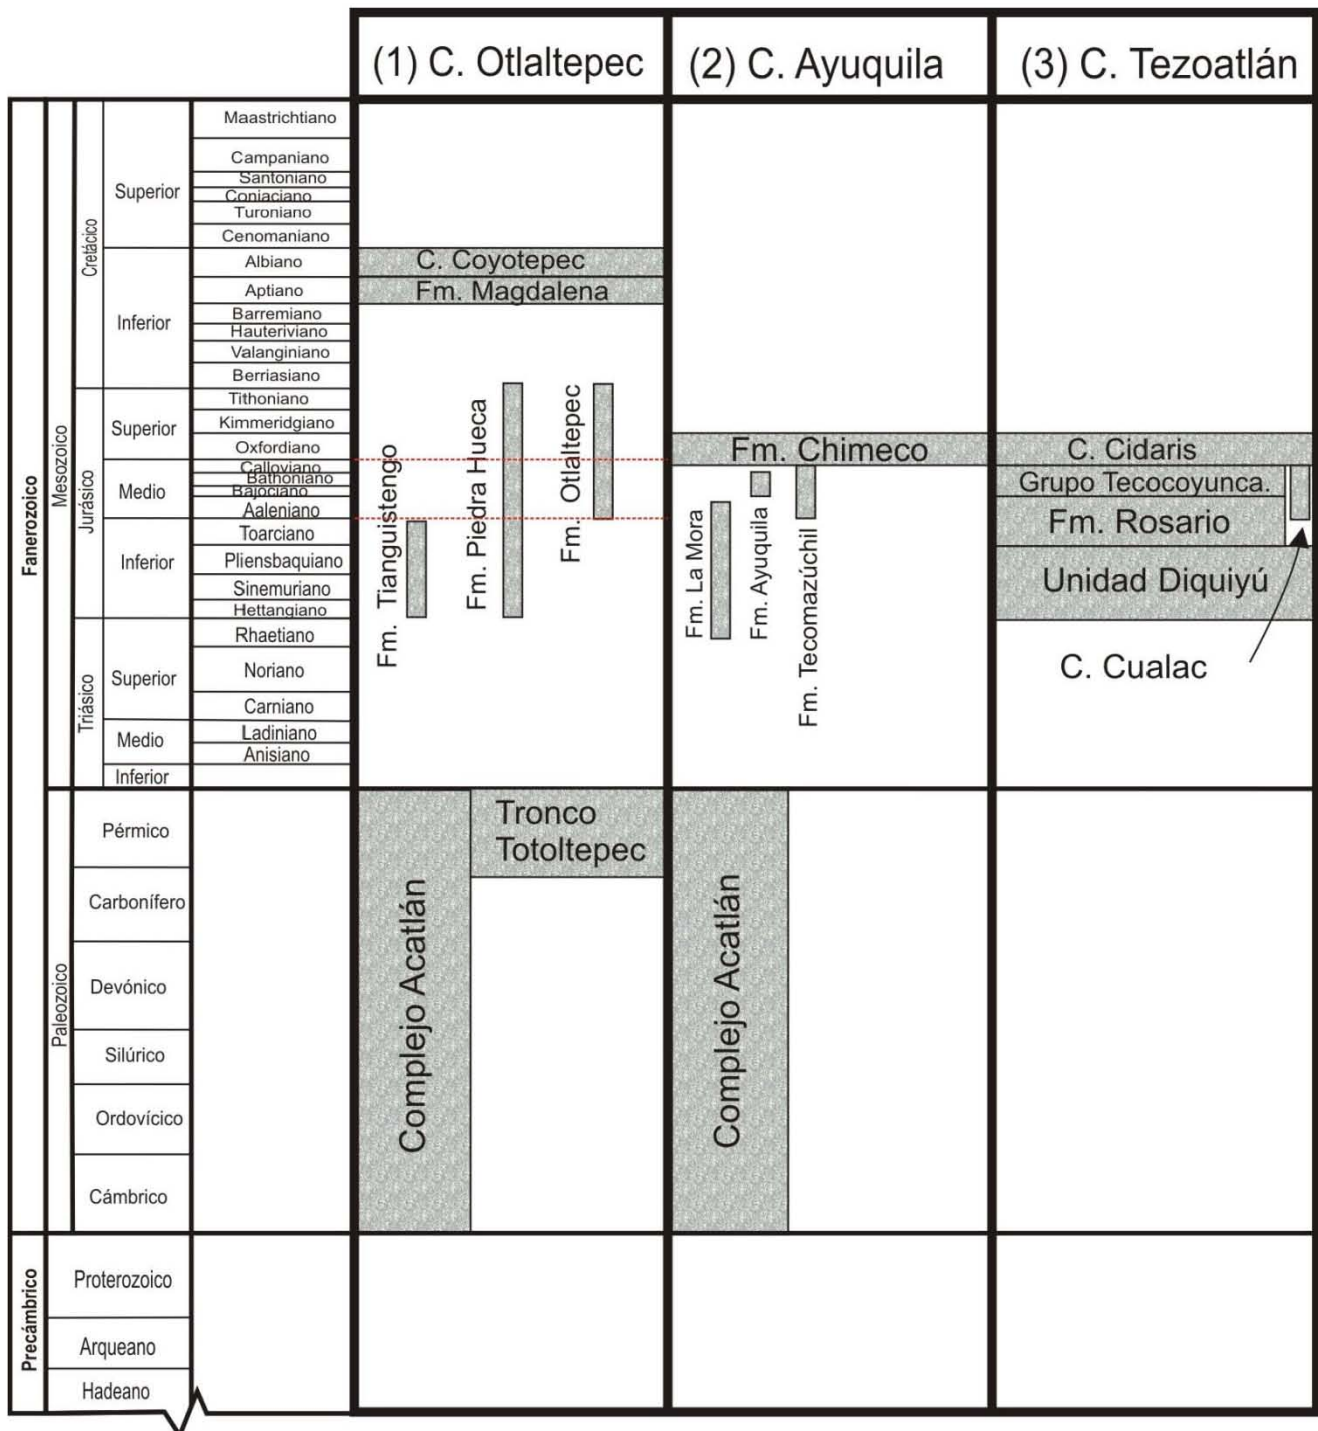 (1) C. Otlaltepec
(2) C. Ayuquila
(3) C. Tezoatlán
Fanerozoico
Mesozoico
Cretácico
Superior
Maastrichtiano
Campaniano
Santoniano
Coniaciano
Turoniano
Cenomaniano
Inferior
Albiano
Aptiano
Barremiano
Hauteriviano
Valanginiano
Berriasiano
Jurásico
Superior
Tithoniano
Kimmeridgiano
Oxfordiano
Medio
Calloviano
Bathoniano
Bajociano
Aaleniano
Inferior
Toarciano
Pliensbaquiano
Sinemuriano
Hettangiano
Triásico
Superior
Rhaetiano
Noriano
Carniano
Medio
Ladiniano
Anisiano
Inferior
Paleozoico
Pérmico
Carbonífero
Devónico
Silúrico
Ordovícico
Cámbrico
Precámbrico
Proterozoico
Arqueano
Hadeano
C. Coyotepec
Fm. Magdalena
Fm. Tianguistengo
Fm. Piedra Hueca
Fm. Otlaltepec
Complejo Acatlán
Tronco
Totoltepec
Fm. Chimeco
Fm. La Mora
Fm. Ayuquila
Fm. Tecomazúchil
Complejo Acatlán
C. Cidaris
Grupo Tecocoyunca.
Fm. Rosario
Unidad Diquiyú
C. Cualac